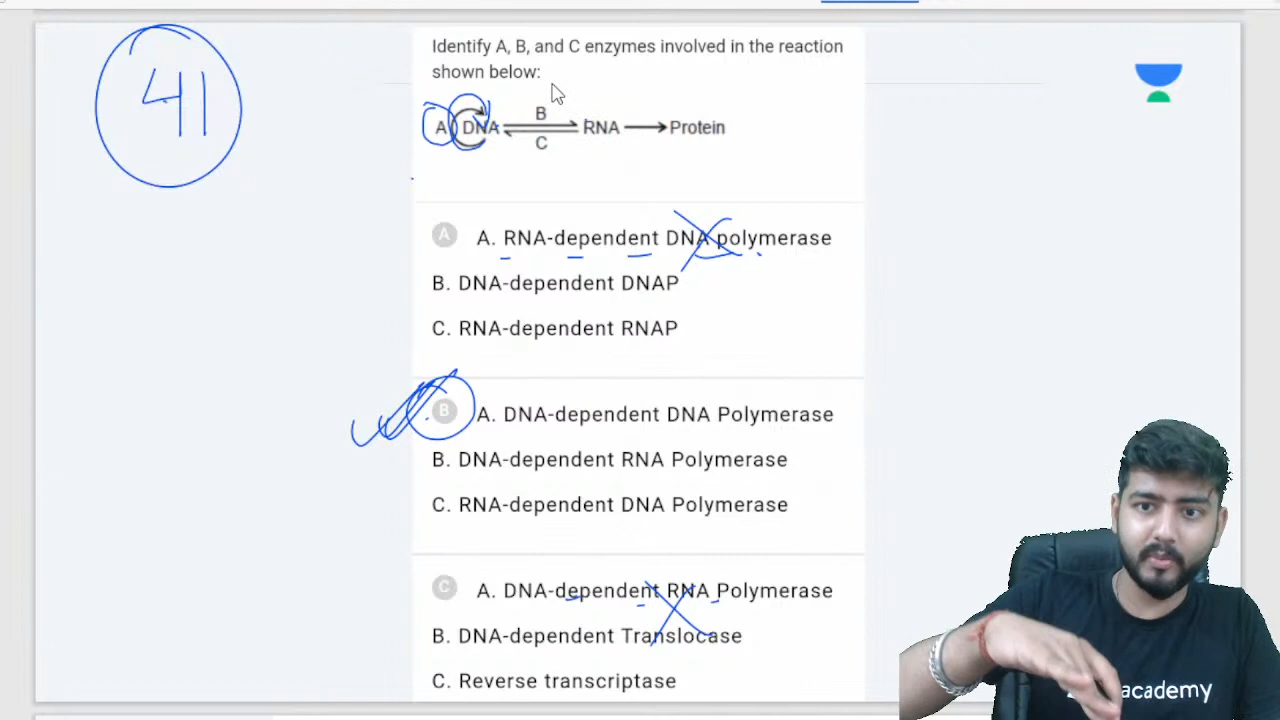 41
Identify A, B, and C enzymes involved in the reaction
shown below:
A DNA B C RNA Protein
A
A. RNA-dependent DNA polymerase
B. DNA-dependent DNAP
C. RNA-dependent RNAP
B
A. DNA-dependent DNA Polymerase
B. DNA-dependent RNA Polymerase
C. RNA-dependent DNA Polymerase
C
A. DNA-dependent RNA Polymerase
B. DNA-dependent Translocase
C. Reverse transcriptase
academy